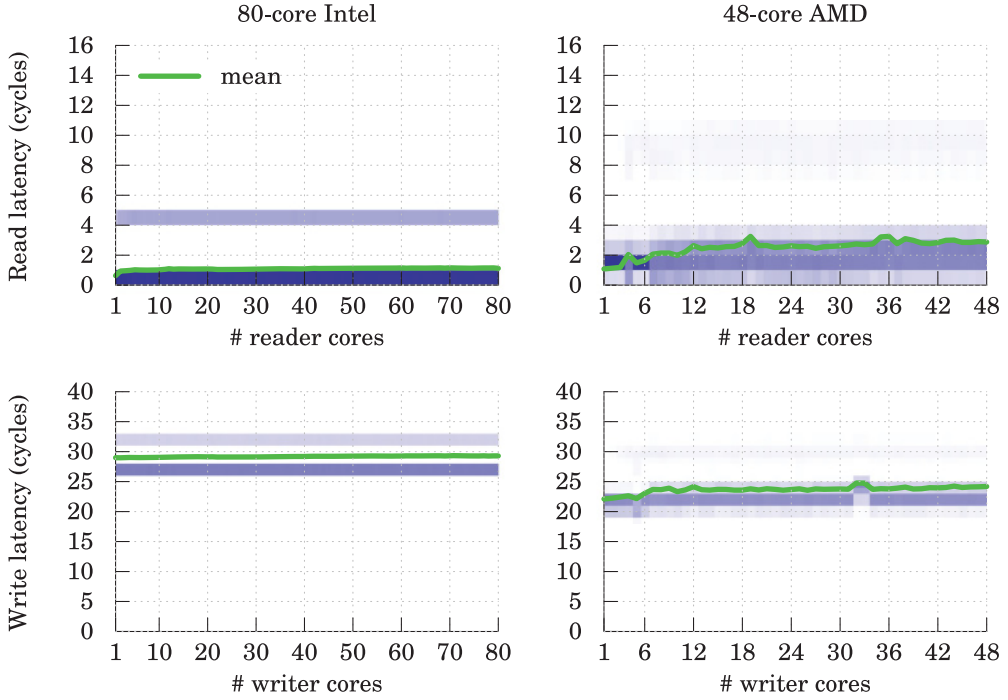 80-core Intel
48-core AMD
Read latency (cycles)
16
14
12
10
8
6
4
2
0
mean
1 10 20 30 40 50 60 70 80
# reader cores
16
14
12
10
8
6
4
2
0
1 6 12 18 24 30 36 42 48
# reader cores
Write latency (cycles)
40
35
30
25
20
15
10
5
0
1 10 20 30 40 50 60 70 80
# writer cores
40
35
30
25
20
15
10
5
0
1 6 12 18 24 30 36 42 48
# writer cores